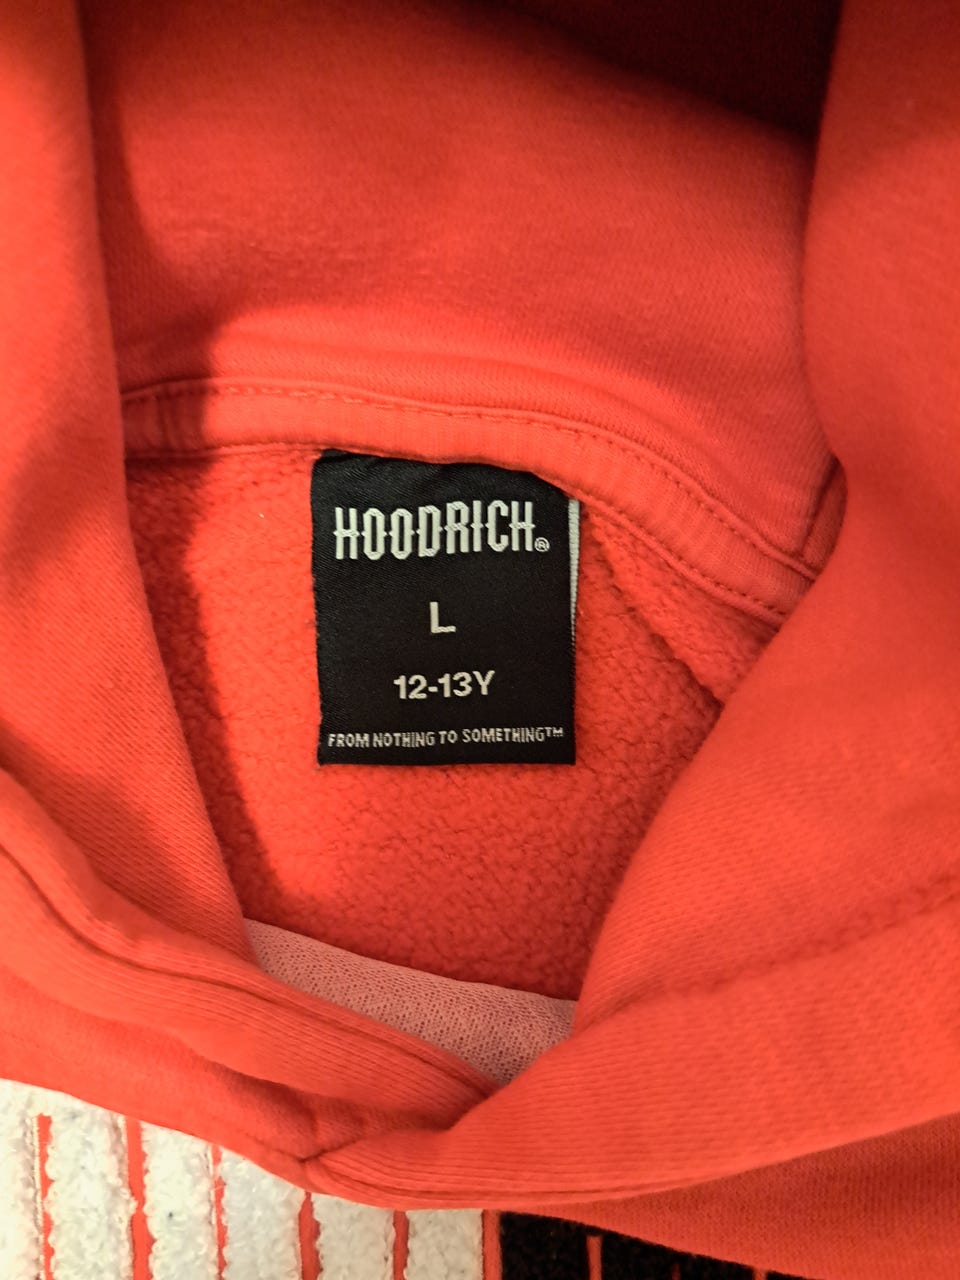 HOODRICH®
L
12-13Y
FROM NOTHING TO SOMETHING™